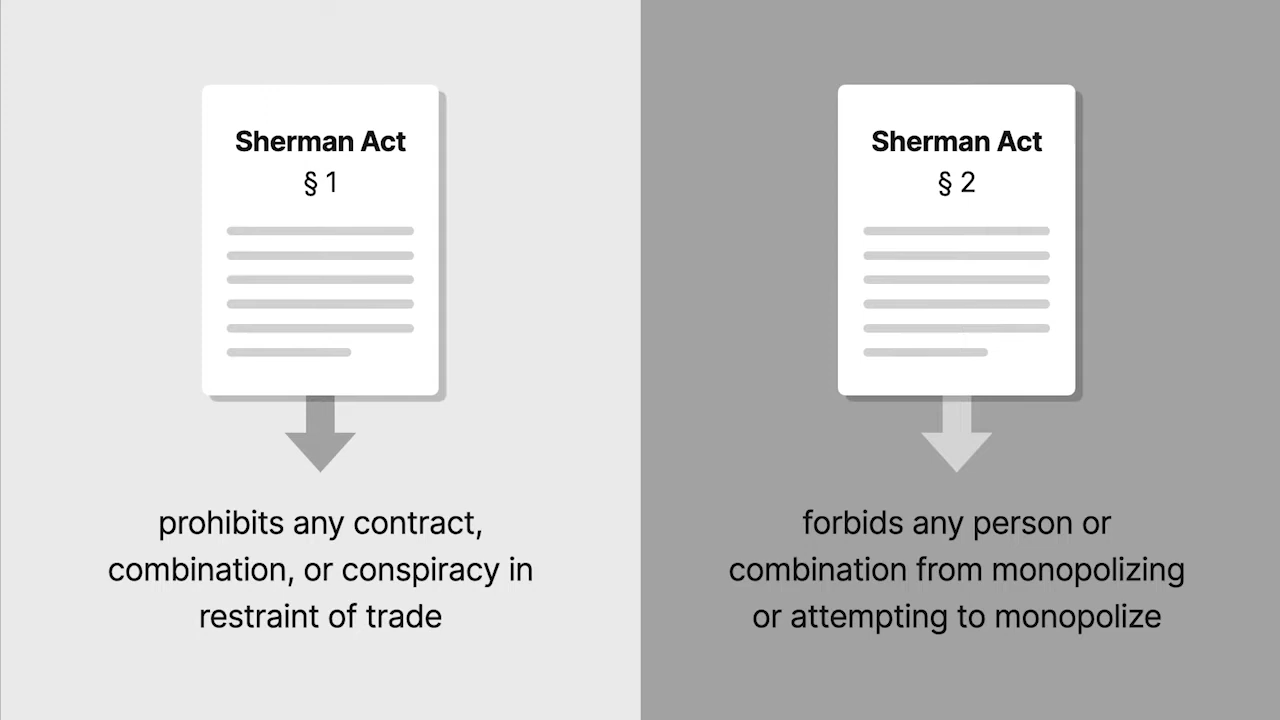 Sherman Act
§ 1
prohibits any contract,
combination, or conspiracy in
restraint of trade
Sherman Act
§ 2
forbids any person or
combination from monopolizing
or attempting to monopolize